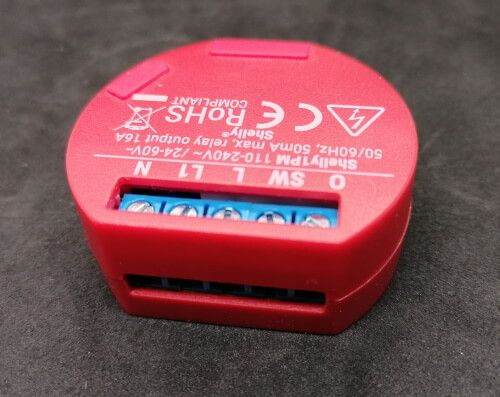 O SW L L1 N
Shelly1PM 110-240V~ /24-60V⎓
50/60Hz, 50mA max, relay output 16A
Shelly®
CE RoHS
COMPLIANT